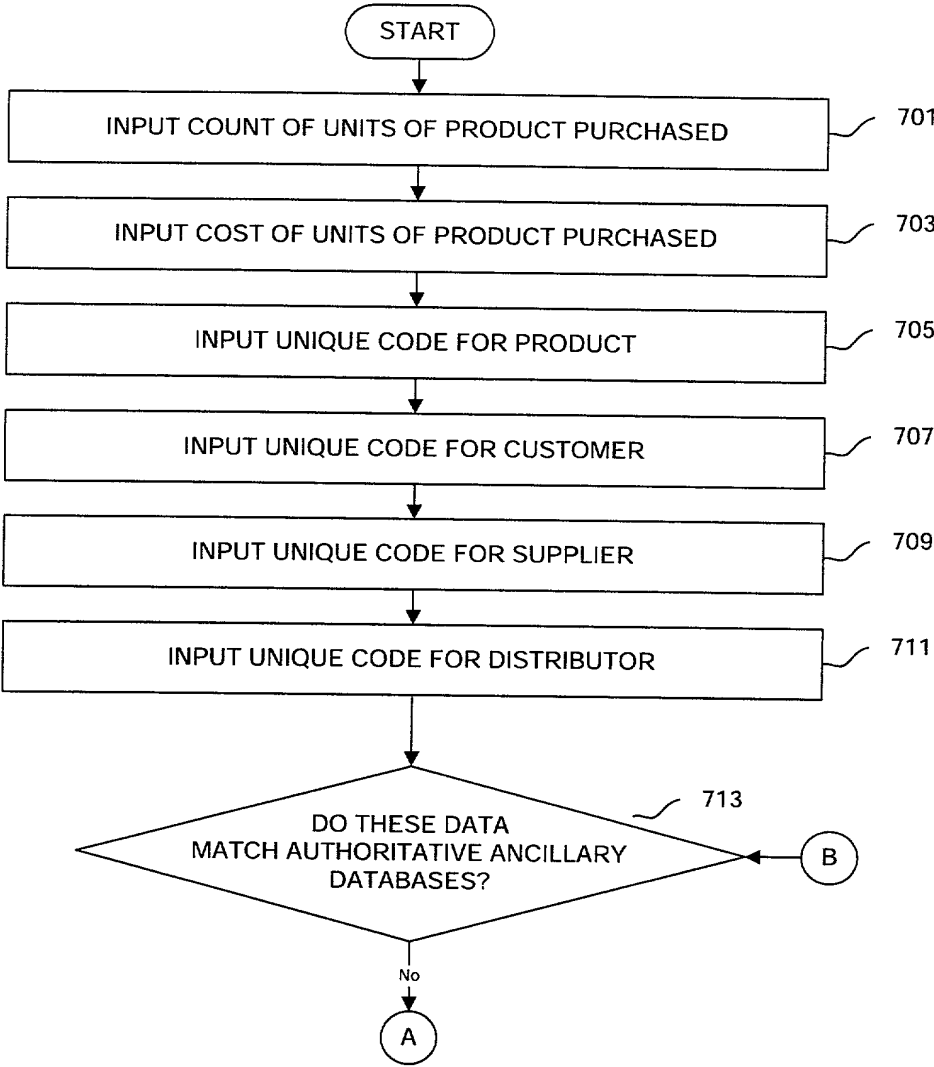 START
INPUT COUNT OF UNITS OF PRODUCT PURCHASED
701
INPUT COST OF UNITS OF PRODUCT PURCHASED
703
INPUT UNIQUE CODE FOR PRODUCT
705
INPUT UNIQUE CODE FOR CUSTOMER
707
INPUT UNIQUE CODE FOR SUPPLIER
709
INPUT UNIQUE CODE FOR DISTRIBUTOR
711
713
DO THESE DATA
MATCH AUTHORITATIVE ANCILLARY
DATABASES?
B
No
A